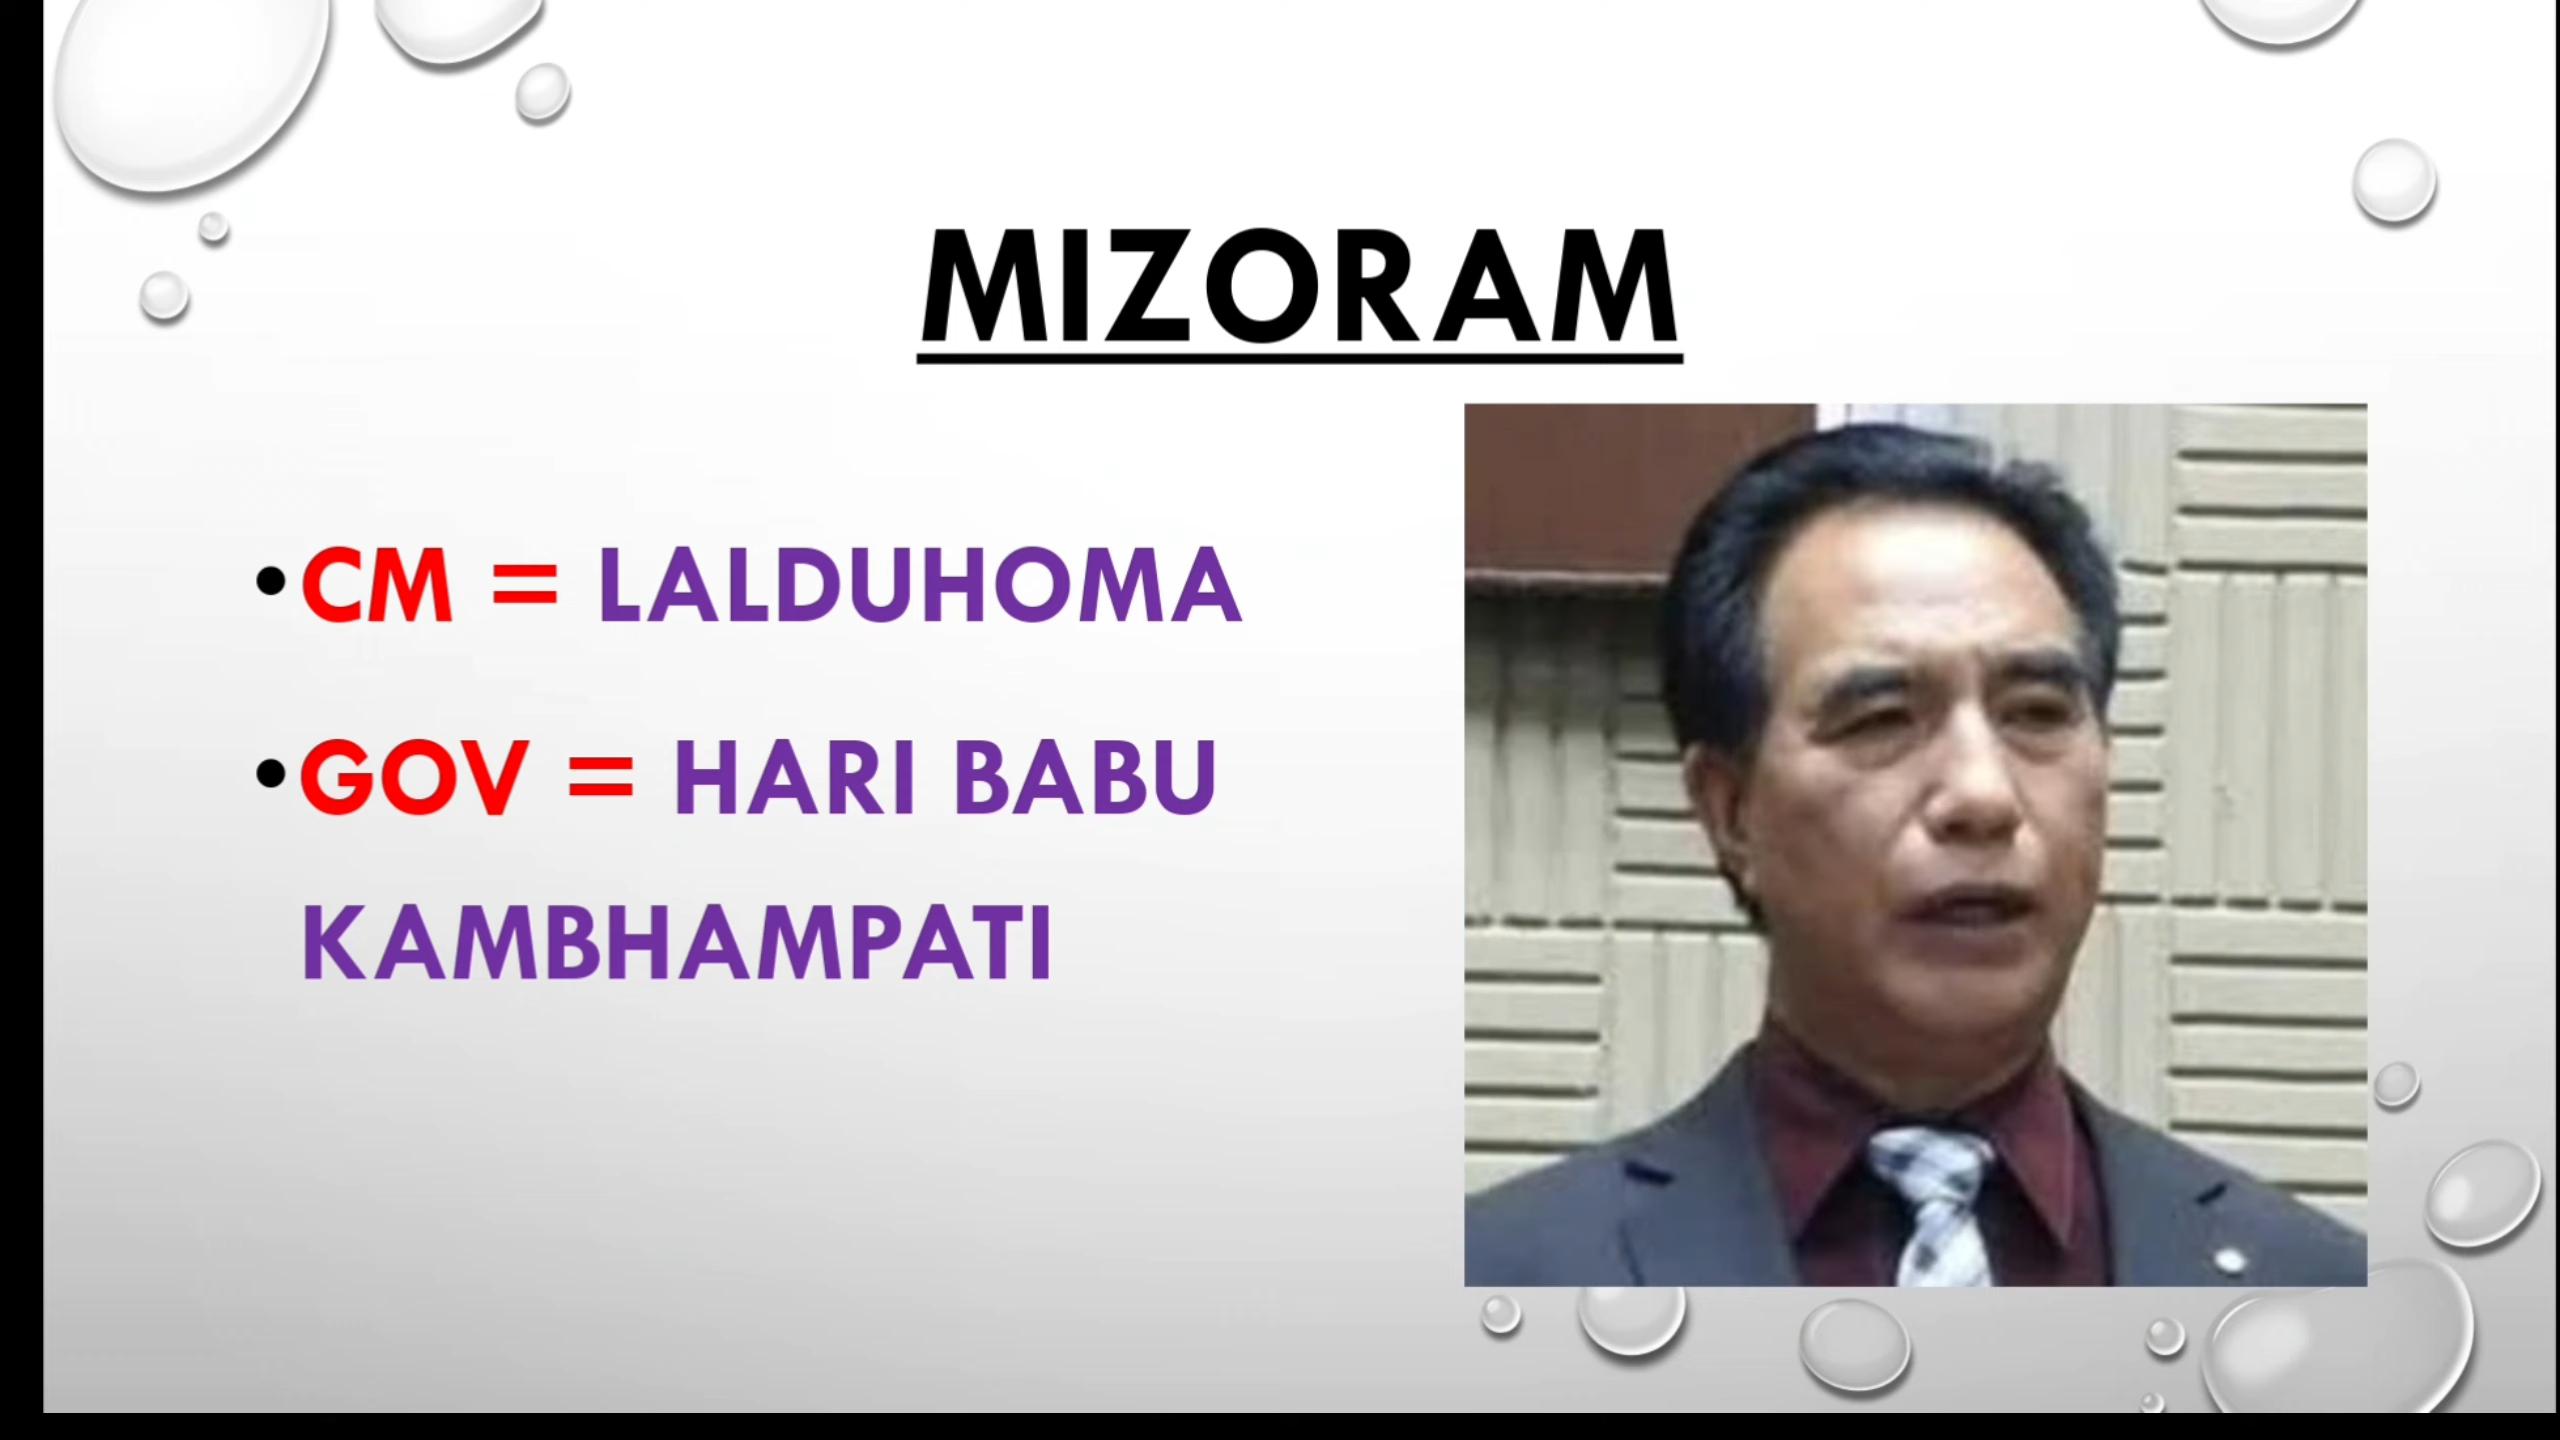 MIZORAM
•CM = LALDUHOMA
•GOV = HARI BABU
KAMBHAMPATI